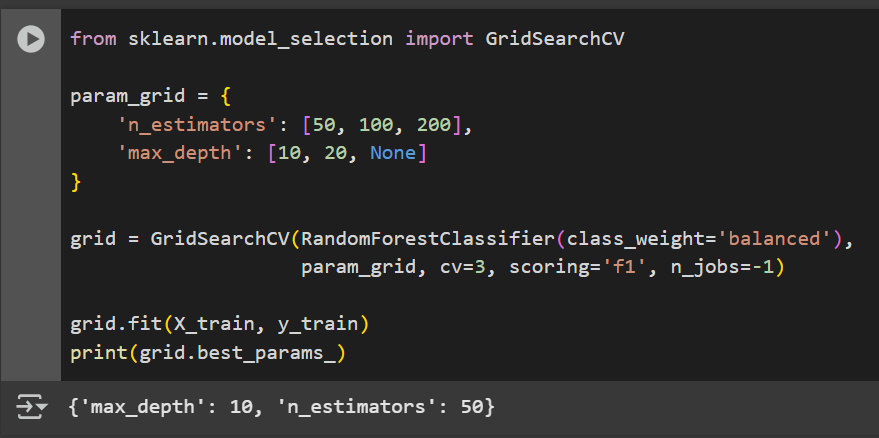 from sklearn.model_selection import GridSearchCV
param_grid = {
    'n_estimators': [50, 100, 200],
    'max_depth': [10, 20, None]
}
grid = GridSearchCV(RandomForestClassifier(class_weight='balanced'),
                    param_grid, cv=3, scoring='f1', n_jobs=-1)
grid.fit(X_train, y_train)
print(grid.best_params_)
{'max_depth': 10, 'n_estimators': 50}